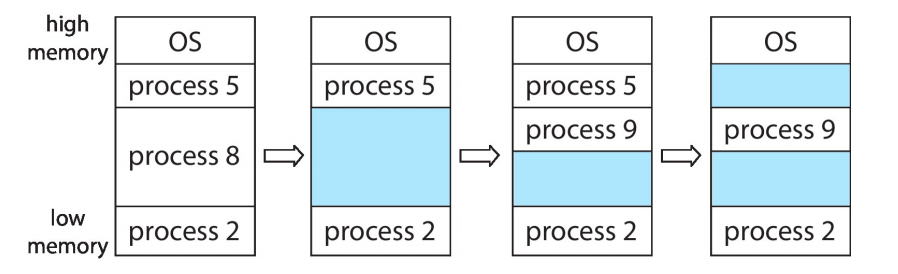 high
memory
OS
process 5
process 8
low
memory
process 2
OS
process 5
process 2
OS
process 5
process 9
process 2
OS
process 9
process 2